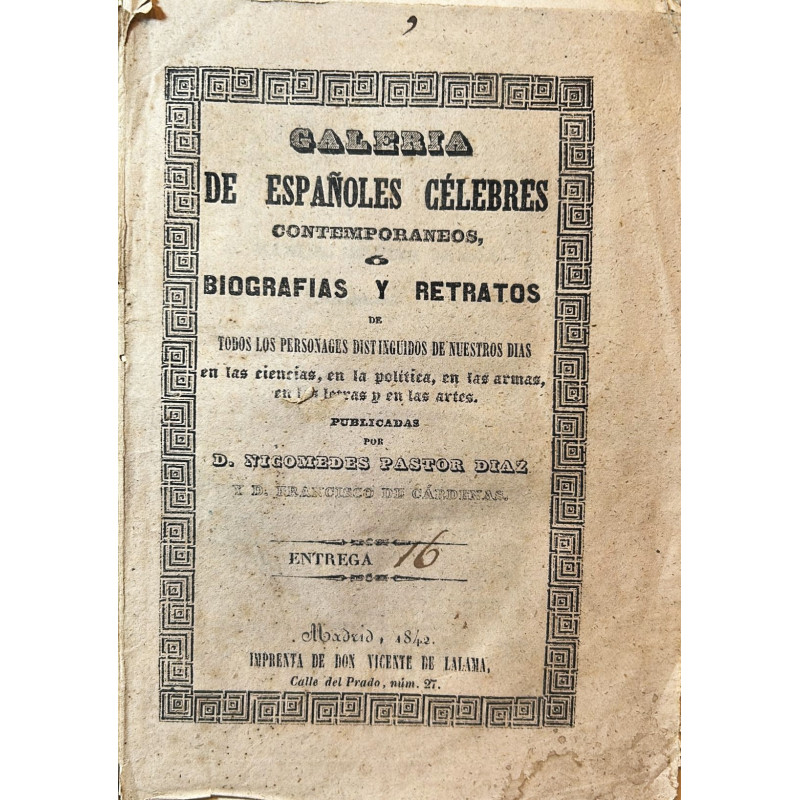 GALERIA
DE ESPAÑOLES CÉLEBRES
CONTEMPORANEOS,
Ó
BIOGRAFIAS Y RETRATOS
DE
TODOS LOS PERSONAGES DISTINGUIDOS DE NUESTROS DIAS
en las ciencias, en la política, en las armas,
en las letras y en las artes.
PUBLICADAS
POR
D. NICOMEDES PASTOR DIAZ
Y D. FRANCISCO DE CÁRDENAS.
ENTREGA 16
Madrid, 1842.
IMPRENTA DE DON VICENTE DE LALAMA,
Calle del Prado, núm. 27.